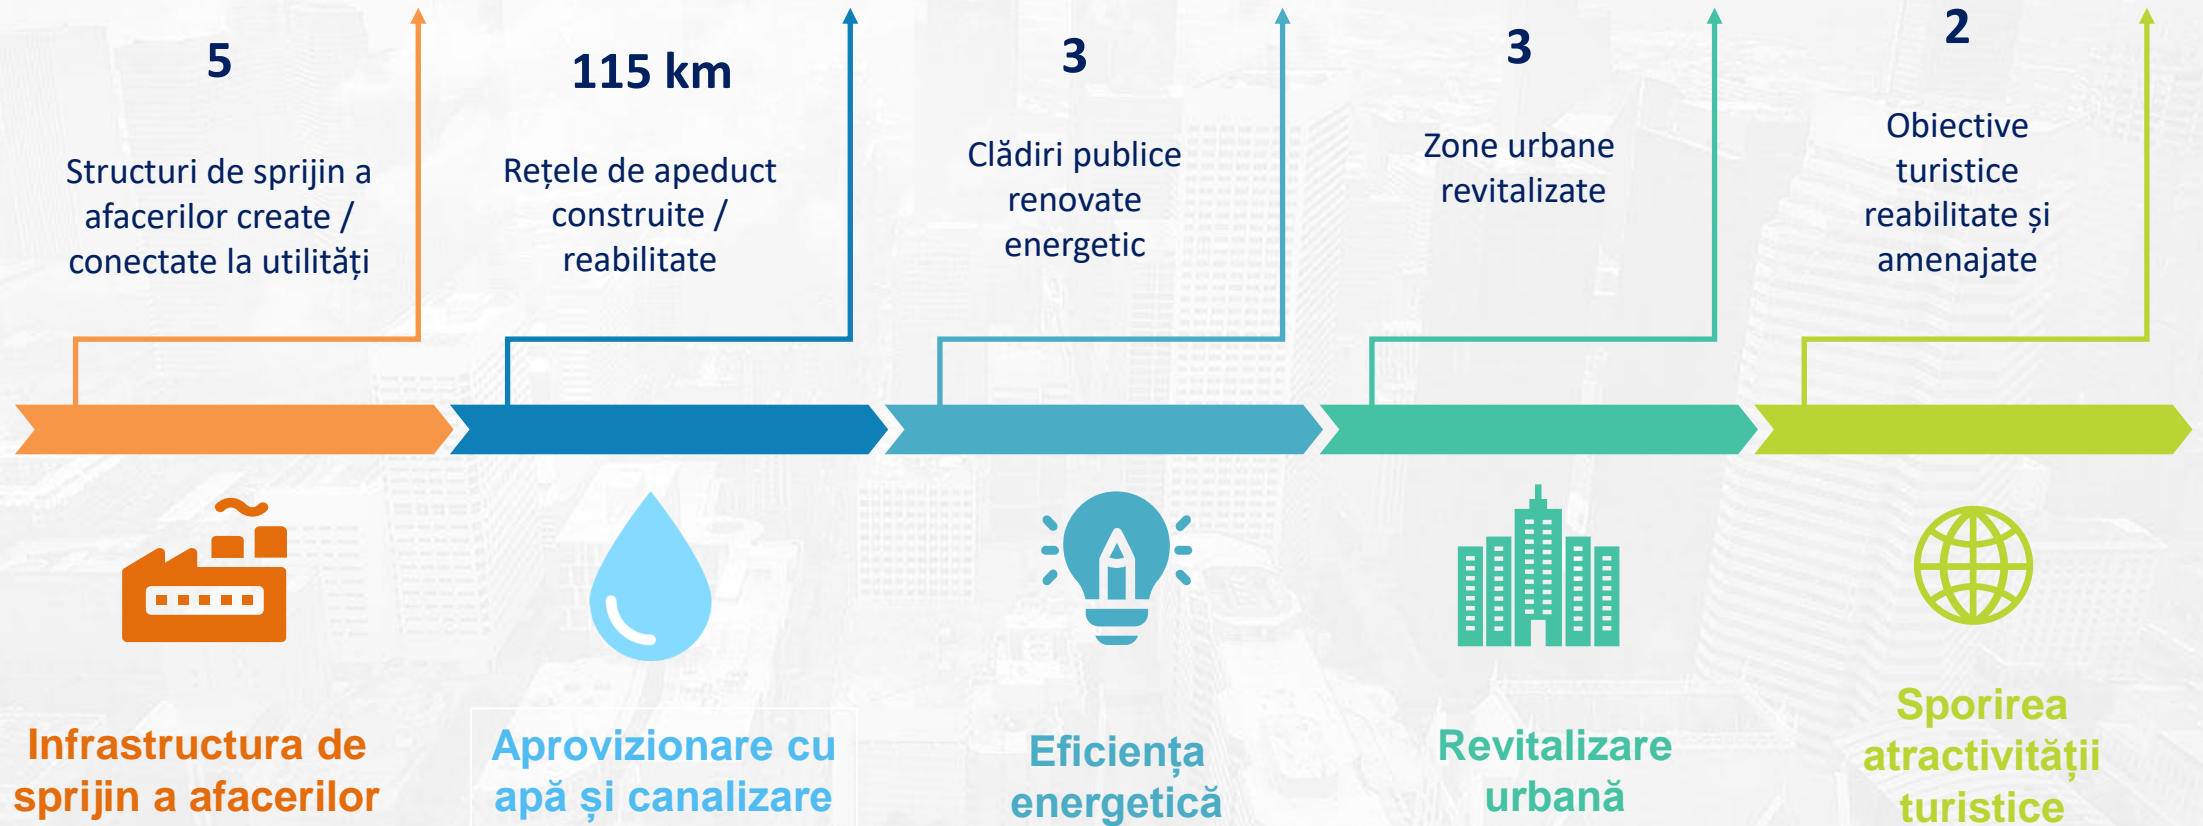 5
Structuri de sprijin a
afacerilor create /
conectate la utilități
115 km
Rețele de apeduct
construite /
reabilitate
3
Clădiri publice
renovate
energetic
3
Zone urbane
revitalizate
2
Obiective
turistice
reabilitate și
amenajate
Infrastructura de
sprijin a afacerilor
Aprovizionare cu
apă și canalizare
Eficiența
energetică
Revitalizare
urbană
Sporirea
atractivității
turistice